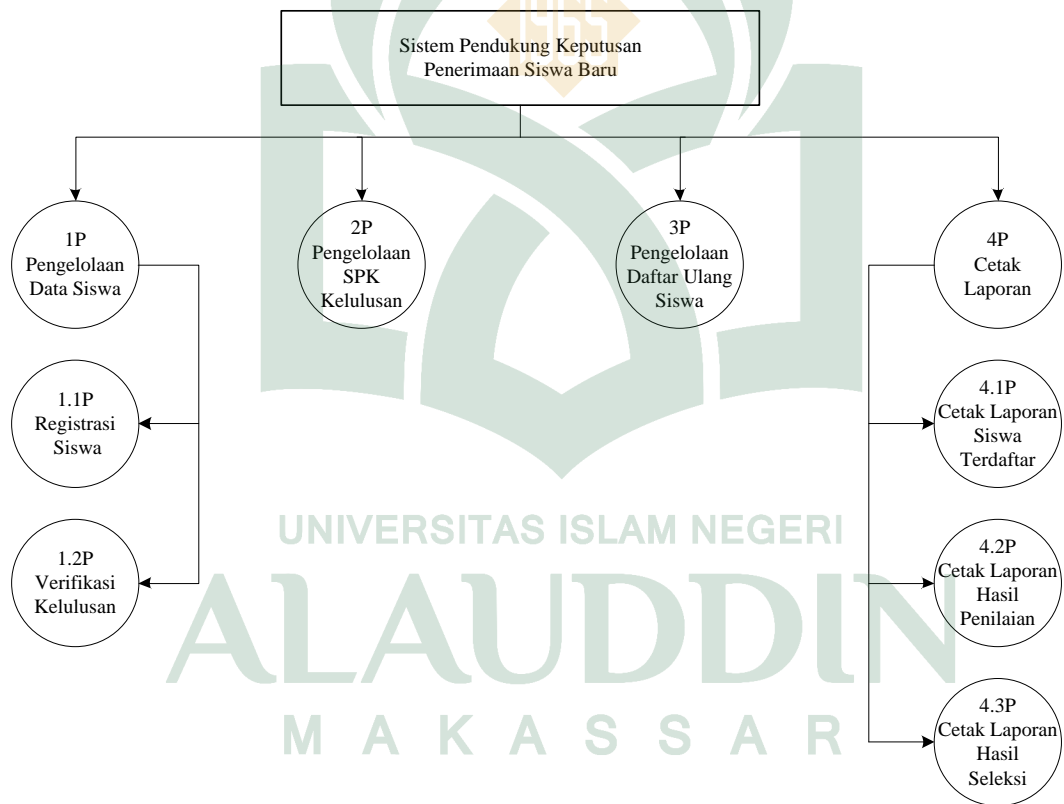 1965
Sistem Pendukung Keputusan
Penerimaan Siswa Baru
1P
Pengelolaan
Data Siswa
2P
Pengelolaan
SPK
Kelulusan
3P
Pengelolaan
Daftar Ulang
Siswa
4P
Cetak
Laporan
1.1P
Registrasi
Siswa
4.1P
Cetak Laporan
Siswa
Terdaftar
1.2P
Verifikasi
Kelulusan
4.2P
Cetak Laporan
Hasil
Penilaian
4.3P
Cetak Laporan
Hasil
Seleksi
UNIVERSITAS ISLAM NEGERI
ALAUDDIN
MAKASSAR